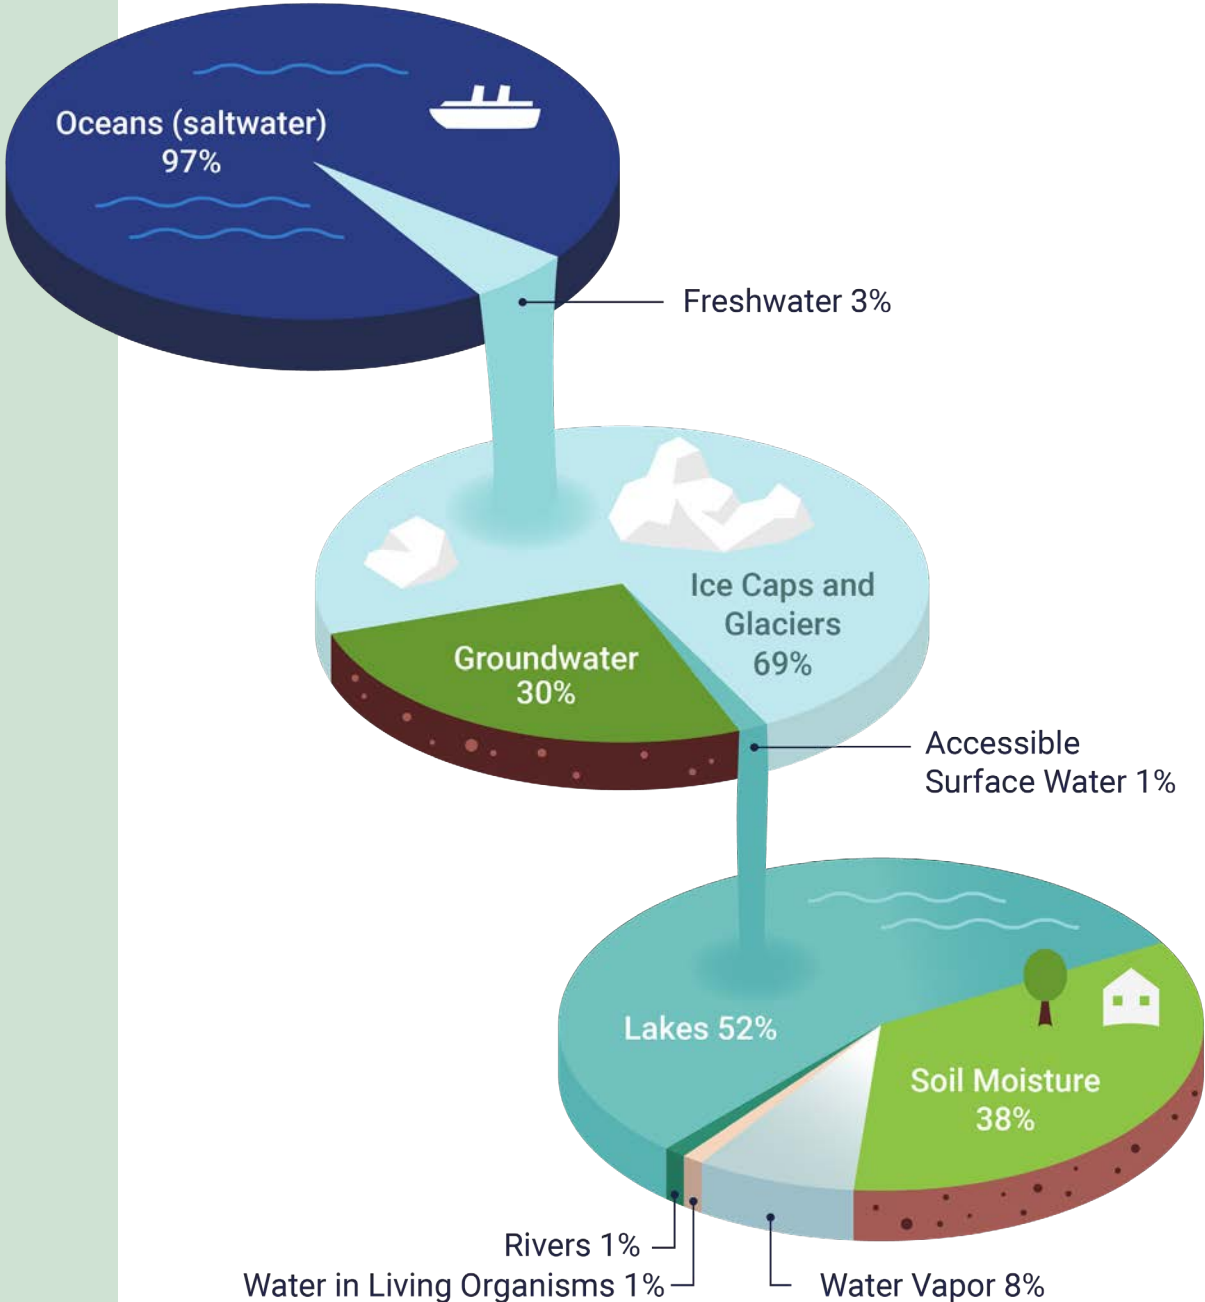 Oceans (saltwater)
97%
Freshwater 3%
Ice Caps and
Glaciers
69%
Groundwater
30%
Accessible
Surface Water 1%
Lakes 52%
Soil Moisture
38%
Rivers 1%
Water in Living Organisms 1%
Water Vapor 8%